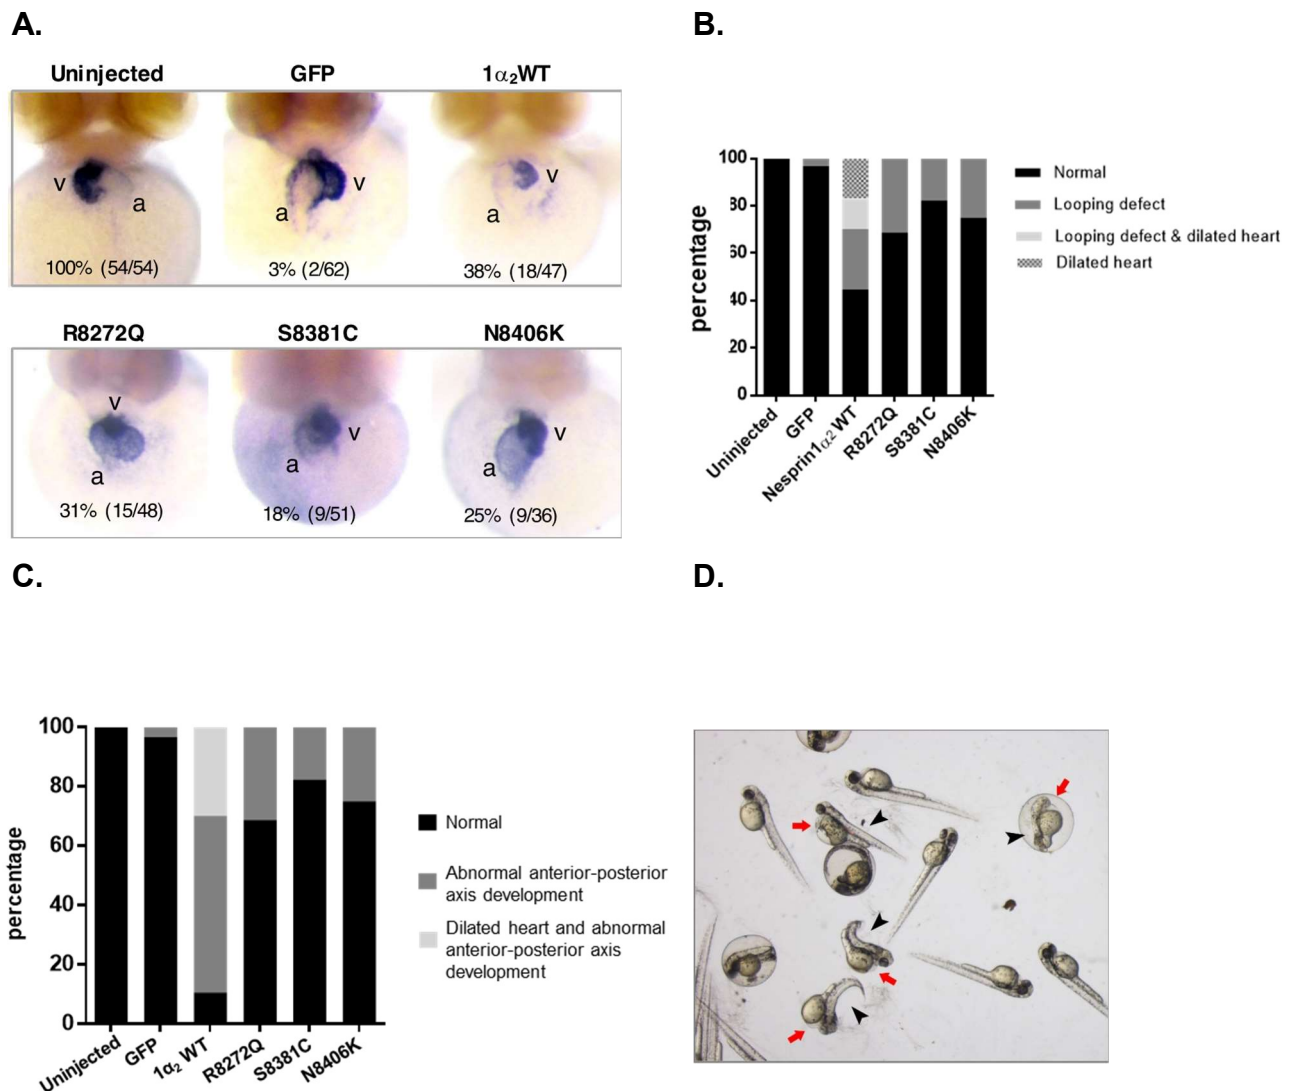 A.
Uninjected GFP 1α₂WT
v a v a v a
100% (54/54) 3% (2/62) 38% (18/47)
R8272Q S8381C N8406K
v a v a v a
31% (15/48) 18% (9/51) 25% (9/36)
B.
percentage
100
80
60
40
20
0
Uninjected
GFP
Nesprin1α2 WT
R8272Q
S8381C
N8406K
Normal
Looping defect
Looping defect & dilated heart
Dilated heart
C.
percentage
100
80
60
40
20
0
Uninjected
GFP
1α₂ WT
R8272Q
S8381C
N8406K
Normal
Abnormal anterior-posterior
axis development
Dilated heart and abnormal
anterior-posterior axis
development
D.